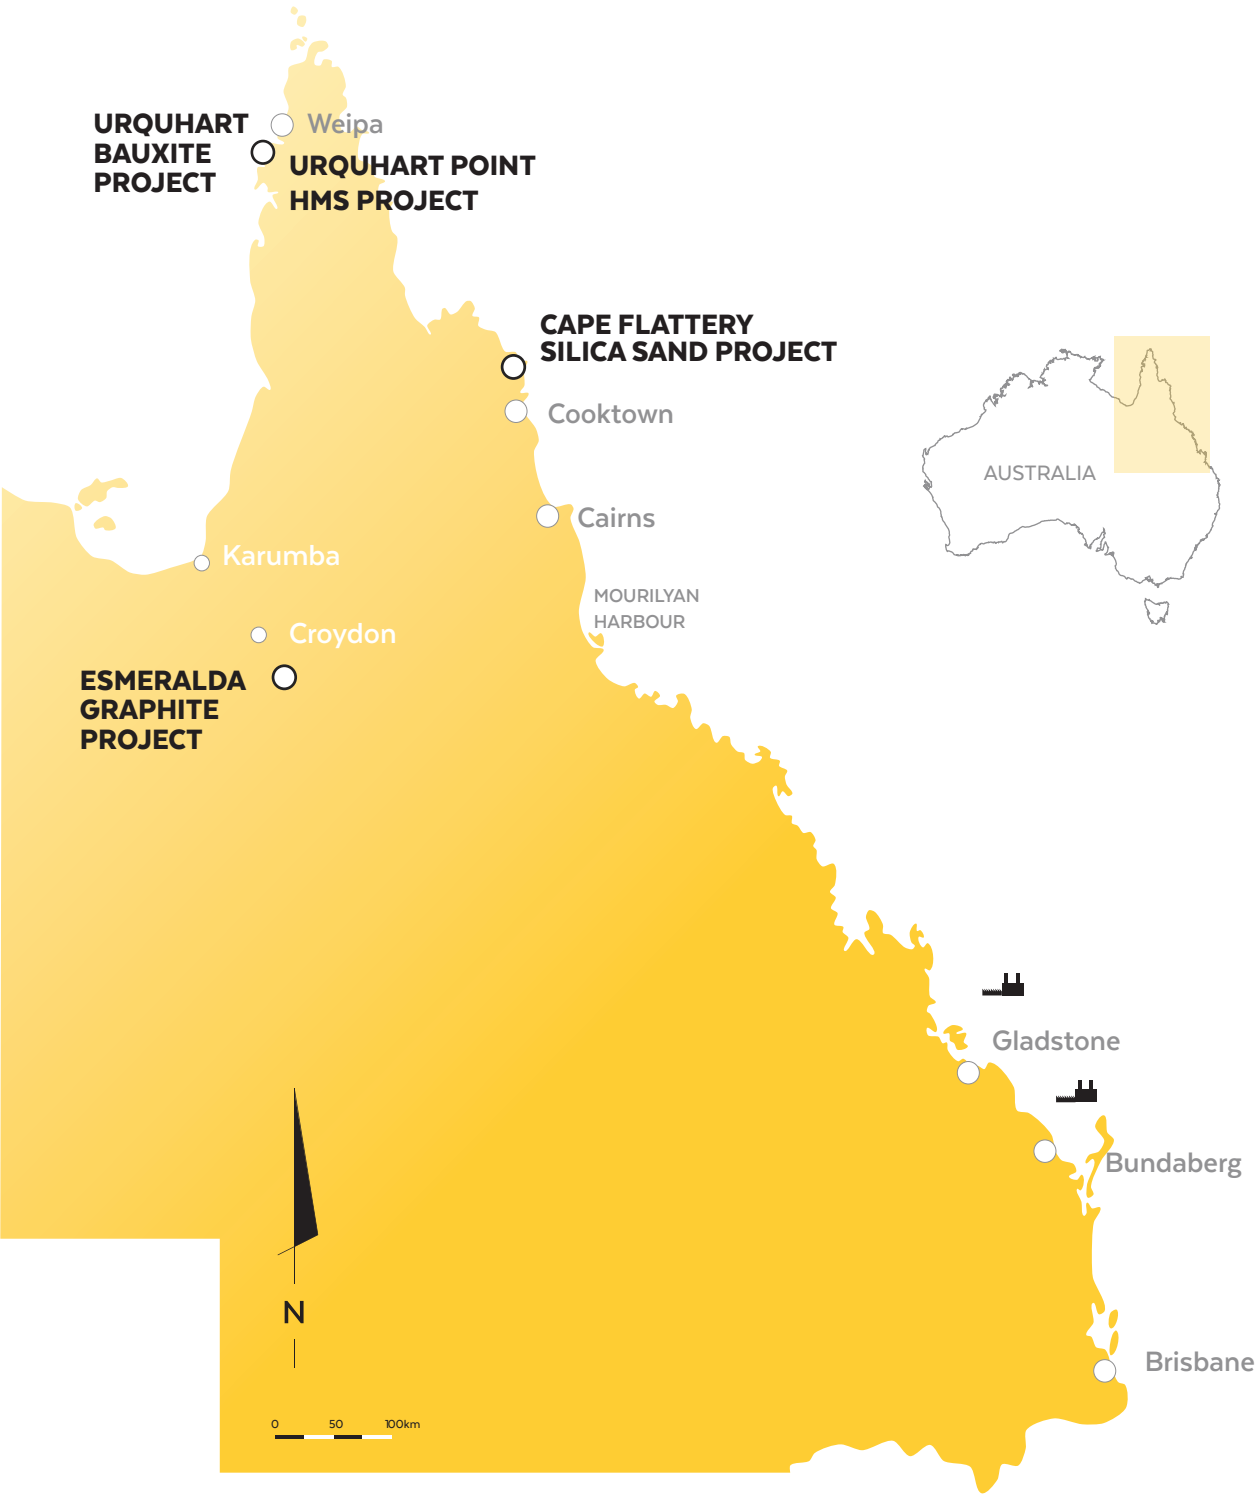 URQUHART
BAUXITE
PROJECT
Weipa
URQUHART POINT
HMS PROJECT
CAPE FLATTERY
SILICA SAND PROJECT
Cooktown
AUSTRALIA
Cairns
Karumba
MOURILYAN
HARBOUR
Croydon
ESMERALDA
GRAPHITE
PROJECT
Gladstone
Bundaberg
N
Brisbane
0 50 100km